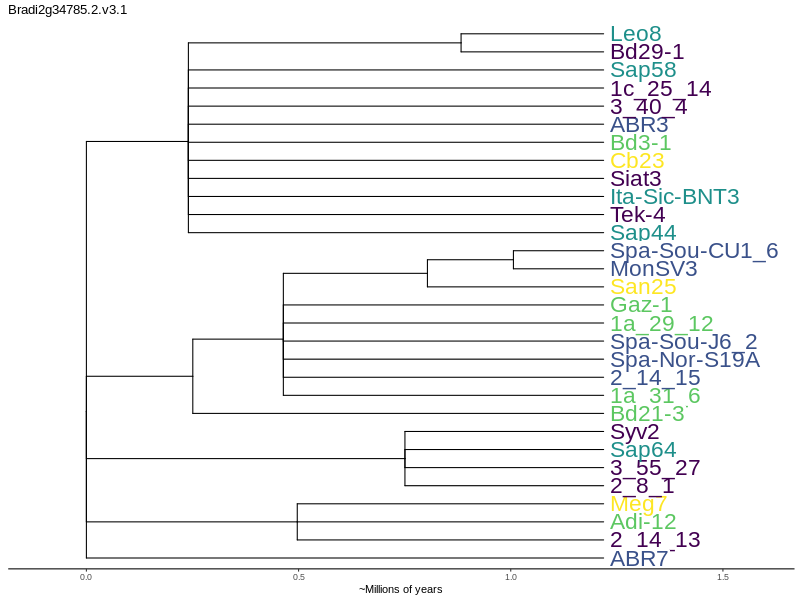 Bradi2g34785.2.v3.1
Leo8
Bd29-1
Sap58
1c_25_14
3_40_4
ABR3
Bd3-1
Cb23
Siat3
Ita-Sic-BNT3
Tek-4
Sap44
Spa-Sou-CU1_6
MonSV3
San25
Gaz-1
1a_29_12
Spa-Sou-J6_2
Spa-Nor-S19A
2_14_15
1a_31_6
Bd21-3
Syv2
Sap64
3_55_27
2_8_1
Meg7
Adi-12
2_14_13
ABR7
0.0 0.5 1.0 1.5
~Millions of years